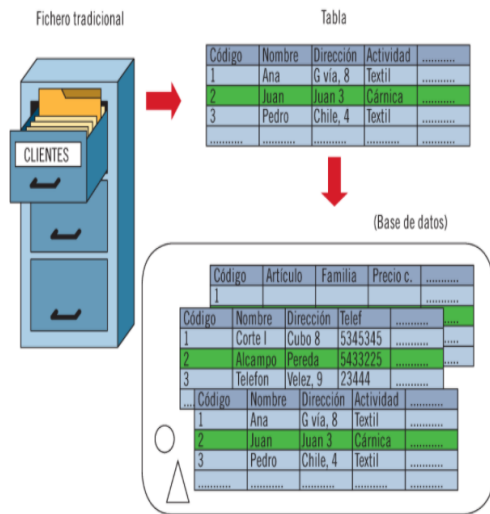 Fichero tradicional
Tabla
CLIENTES
Código Nombre Dirección Actividad ...........
1 Ana G vía, 8 Textil ...........
2 Juan Juan 3 Cárnica ...........
3 Pedro Chile, 4 Textil ...........
........... ........... ........... ........... ...........
(Base de datos)
Código Artículo Familia Precio c. ...........
1 ...........
Código Nombre Dirección Telef ...........
1 Corte I Cubo 8 5345345 ...........
2 Alcampo Pereda 5433225 ...........
3 Telefon Velez, 9 23444 ...........
Código Nombre Dirección Actividad ...........
1 Ana G vía, 8 Textil ...........
2 Juan Juan 3 Cárnica ...........
3 Pedro Chile, 4 Textil ...........
........... ........... ........... ........... ...........